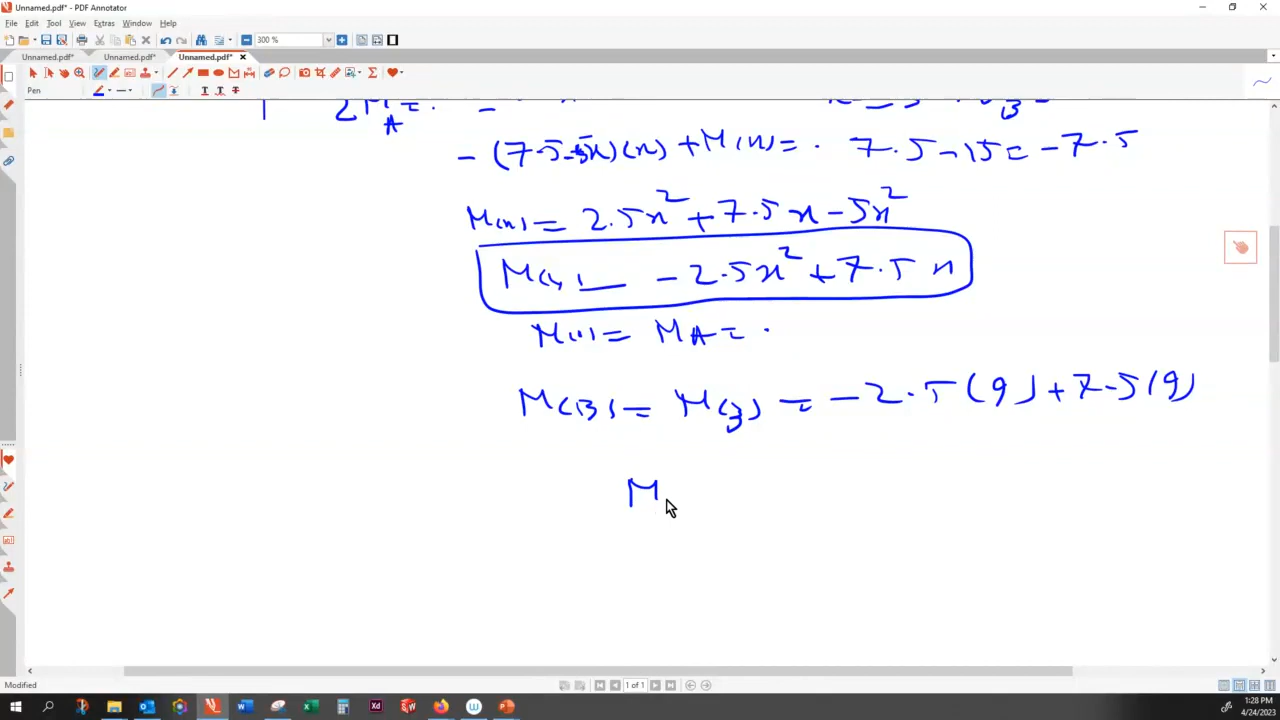 Unnamed.pdf* - PDF Annotator
File Edit Tool View Extras Window Help
300 %
Unnamed.pdf* Unnamed.pdf* Unnamed.pdf*
Pen
A B
- (7.5-5x)(x) + M(x) = . 7.5 - 15 = -7.5
M(x) = 2.5x² + 7.5x - 5x²
M(x) = -2.5x² + 7.5x
M(0) = MA = .
M(B) = M(3) = -2.5(9) + 7.5(9)
M
1 of 1
Modified
1:28 PM
4/24/2023